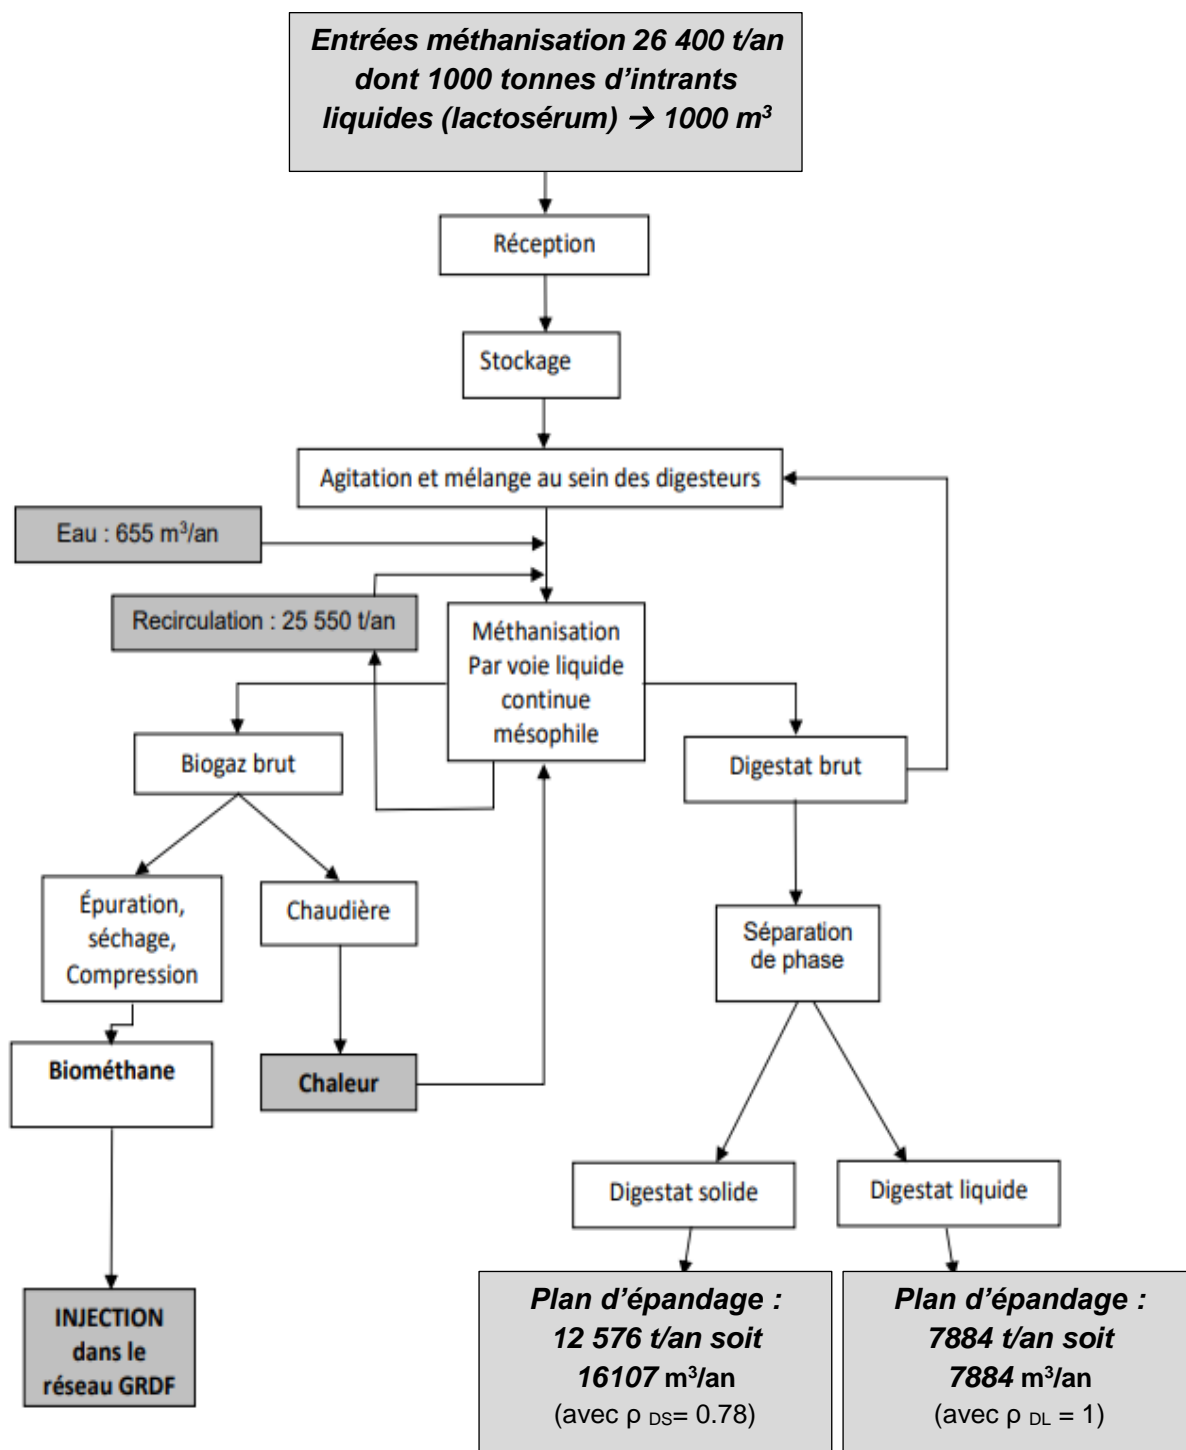 Entrées méthanisation 26 400 t/an
dont 1000 tonnes d’intrants
liquides (lactosérum) → 1000 m³
Réception
Stockage
Agitation et mélange au sein des digesteurs
Eau : 655 m³/an
Recirculation : 25 550 t/an
Méthanisation
Par voie liquide
continue
mésophile
Biogaz brut
Digestat brut
Épuration,
séchage,
Compression
Chaudière
Séparation
de phase
Biométhane
Chaleur
Digestat solide
Digestat liquide
INJECTION
dans le
réseau GRDF
Plan d’épandage :
12 576 t/an soit
16107 m³/an
(avec ρ DS= 0.78)
Plan d’épandage :
7884 t/an soit
7884 m³/an
(avec ρ DL = 1)